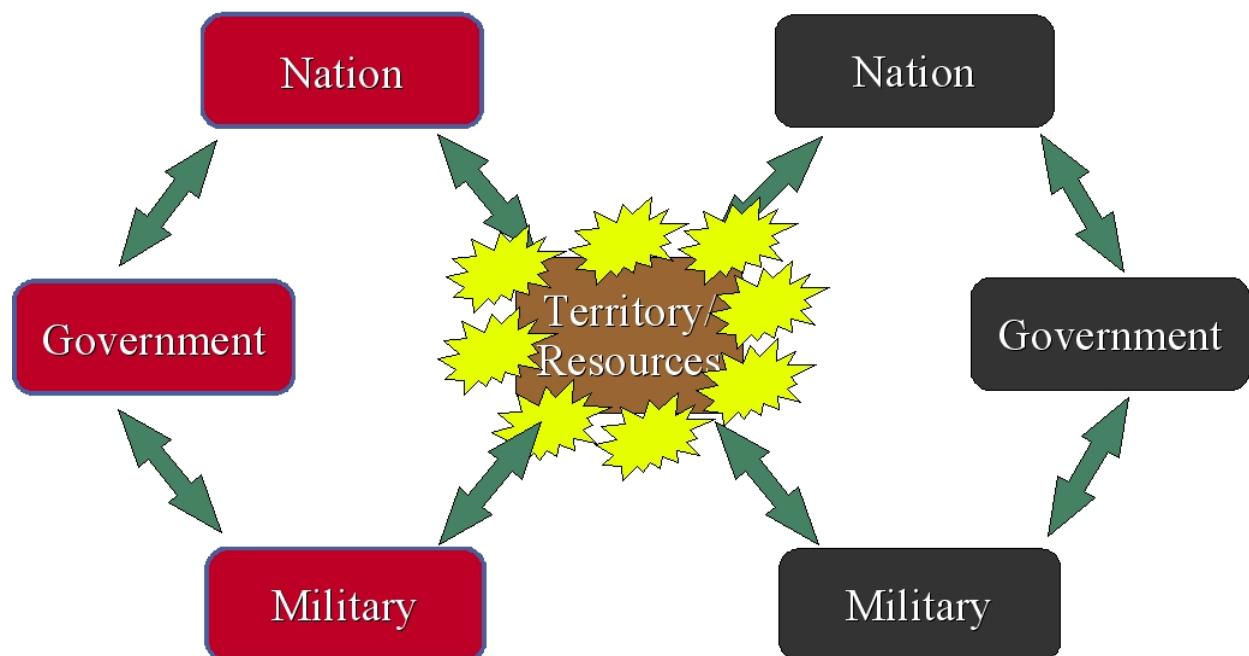 Nation
Nation
Territory/
Resources
Government
Government
Military
Military